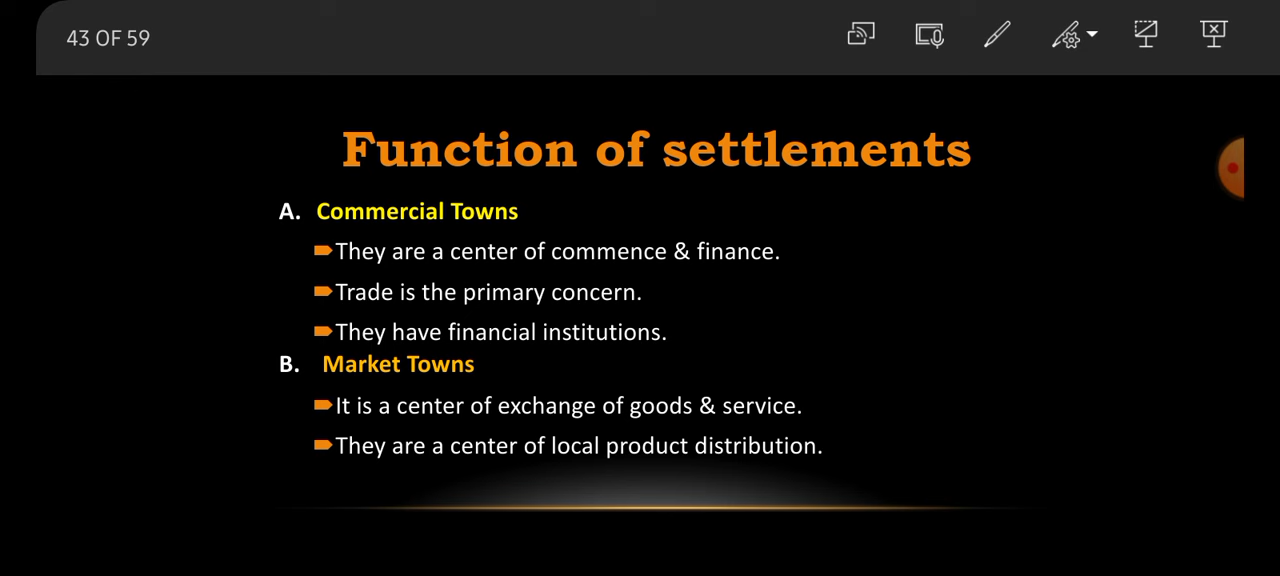 43 OF 59
Function of settlements
A. Commercial Towns
They are a center of commence & finance.
Trade is the primary concern.
They have financial institutions.
B. Market Towns
It is a center of exchange of goods & service.
They are a center of local product distribution.